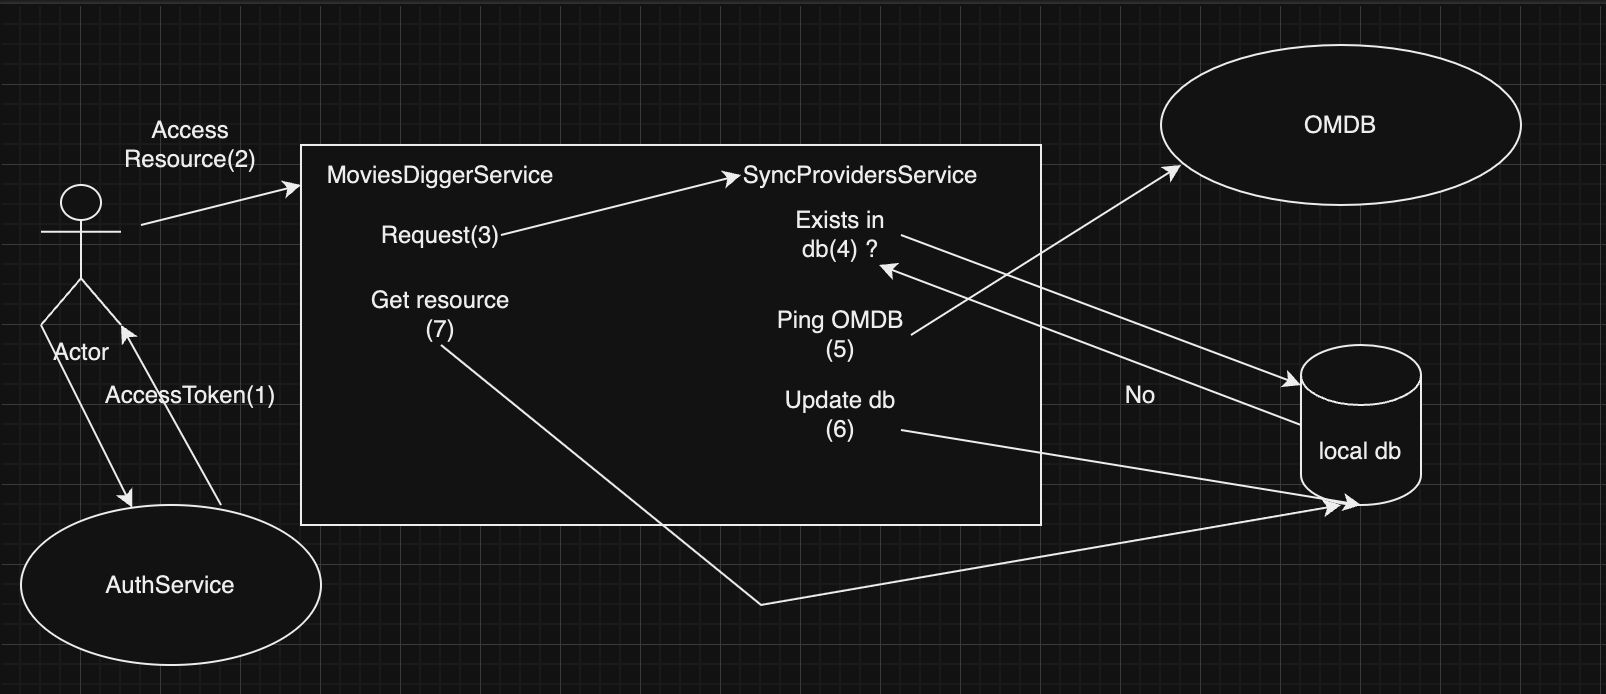 Access
Resource(2)
OMDB
MoviesDiggerService
SyncProvidersService
Request(3)
Exists in
db(4) ?
Get resource
(7)
Ping OMDB
(5)
Actor
AccessToken(1)
Update db
(6)
No
local db
AuthService